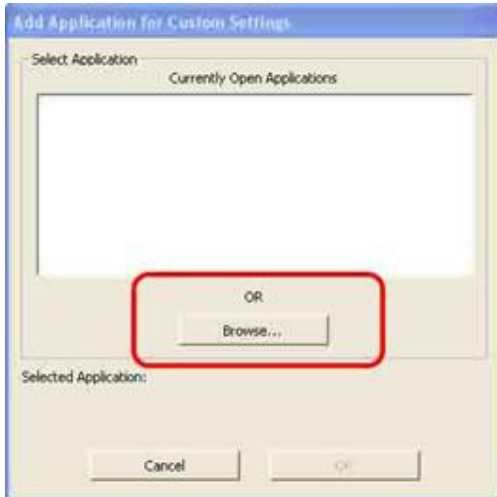 Add Application for Custom Settings
Select Application
Currently Open Applications
OR
Browse...
Selected Application:
Cancel
OK